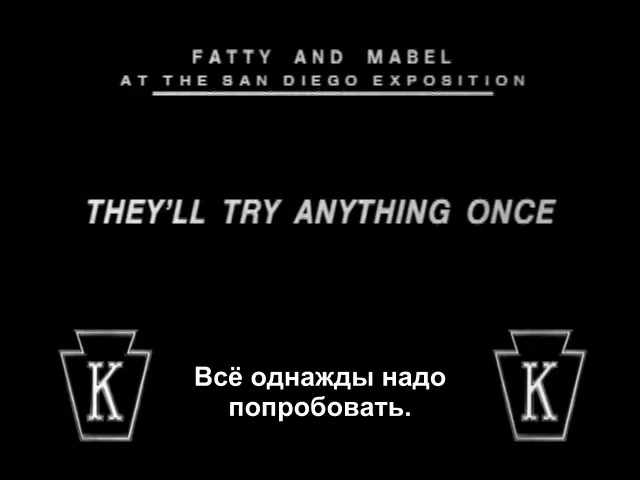 FATTY AND MABEL
AT THE SAN DIEGO EXPOSITION
THEY'LL TRY ANYTHING ONCE
K
K
Всё однажды надо
попробовать.